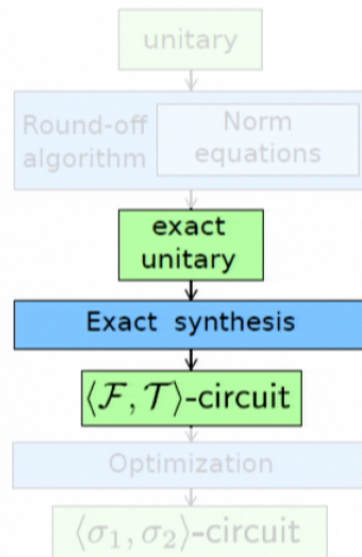 unitary
Round-off
algorithm
Norm
equations
exact
unitary
Exact synthesis
⟨ℱ, 𝒯⟩-circuit
Optimization
⟨σ₁, σ₂⟩-circuit